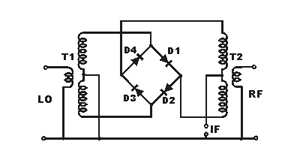 D4 D1
T1 T2
D3 D2
LO RF
IF